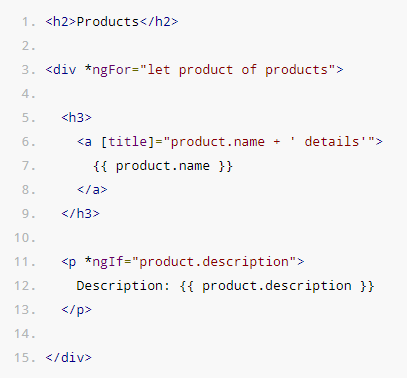 1. <h2>Products</h2>
2.
3. <div *ngFor="let product of products">
4.
5.   <h3>
6.     <a [title]="product.name + ' details'">
7.       {{ product.name }}
8.     </a>
9.   </h3>
10.
11.   <p *ngIf="product.description">
12.     Description: {{ product.description }}
13.   </p>
14.
15. </div>